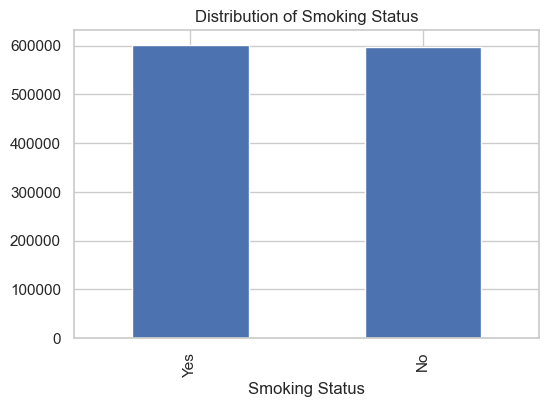 Distribution of Smoking Status
600000
500000
400000
300000
200000
100000
0
Yes
No
Smoking Status